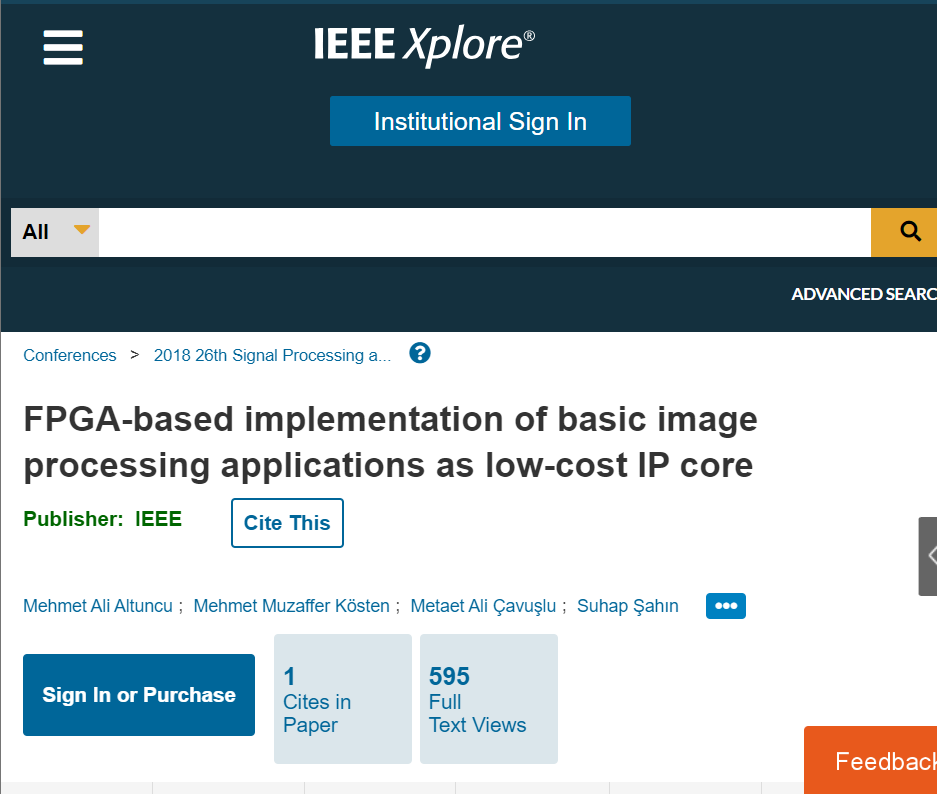 IEEE Xplore®
Institutional Sign In
All
ADVANCED SEARC
Conferences > 2018 26th Signal Processing a... ?
FPGA-based implementation of basic image
processing applications as low-cost IP core
Publisher: IEEE
Cite This
Mehmet Ali Altuncu ; Mehmet Muzaffer Kösten ; Metaet Ali Çavuşlu ; Suhap Şahın
Sign In or Purchase
1
Cites in
Paper
595
Full
Text Views
Feedback